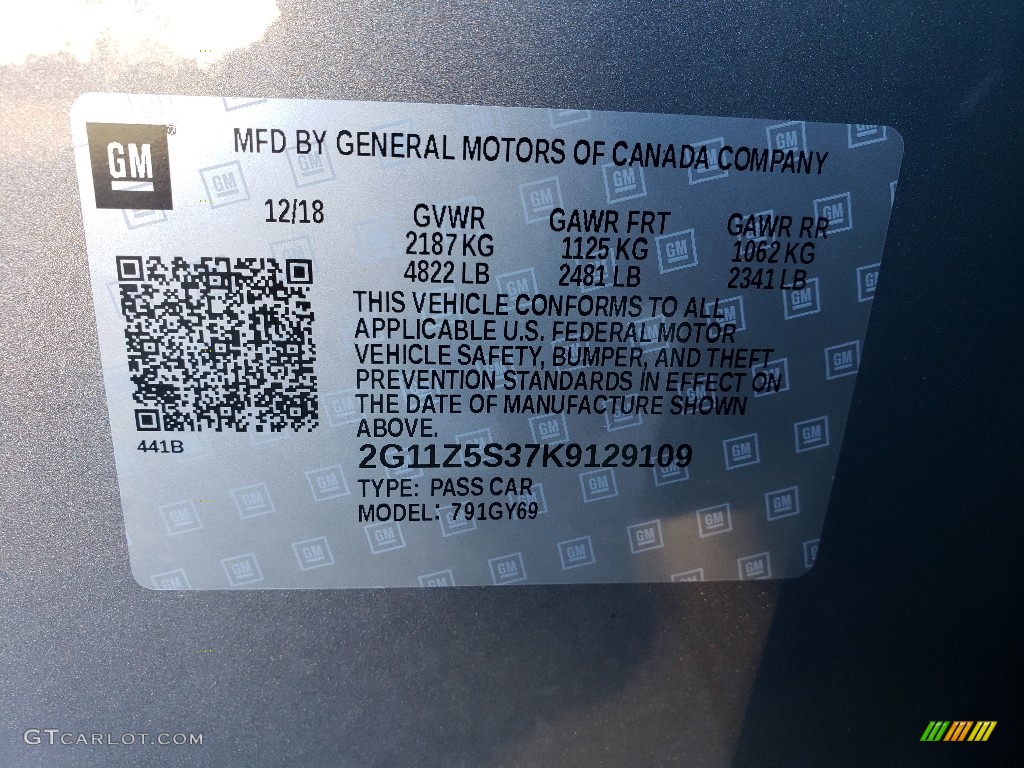 GM
MFD BY GENERAL MOTORS OF CANADA COMPANY
12/18 GVWR GAWR FRT GAWR RR
2187 KG 1125 KG 1062 KG
4822 LB 2481 LB 2341 LB
THIS VEHICLE CONFORMS TO ALL
APPLICABLE U.S. FEDERAL MOTOR
VEHICLE SAFETY, BUMPER, AND THEFT
PREVENTION STANDARDS IN EFFECT ON
THE DATE OF MANUFACTURE SHOWN
ABOVE.
441B
2G11Z5S37K9129109
TYPE: PASS CAR
MODEL: 791GY69
GTCARLOT.COM